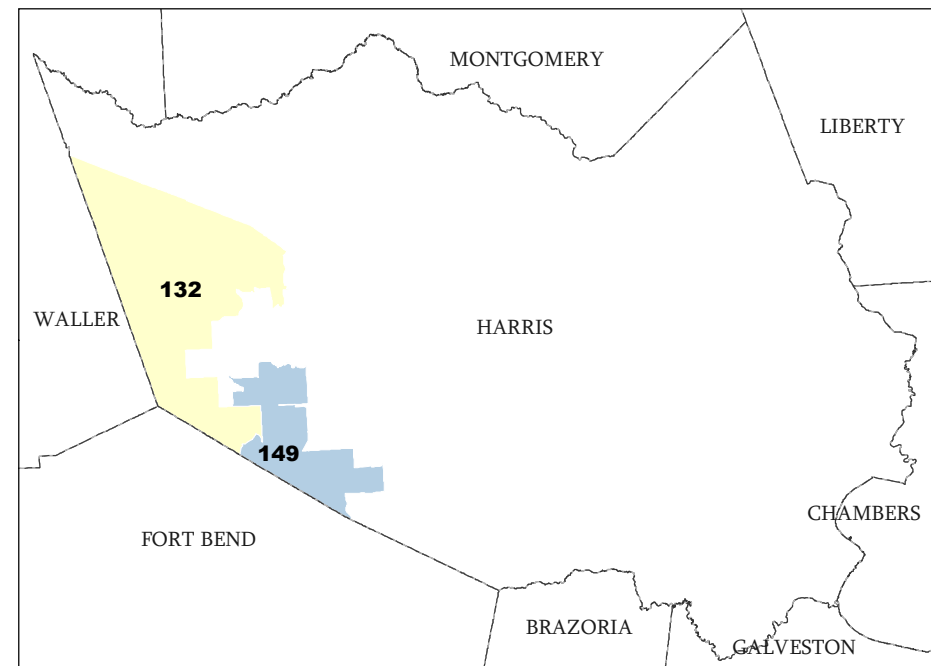 MONTGOMERY
LIBERTY
132
WALLER
HARRIS
149
CHAMBERS
FORT BEND
BRAZORIA
GALVESTON